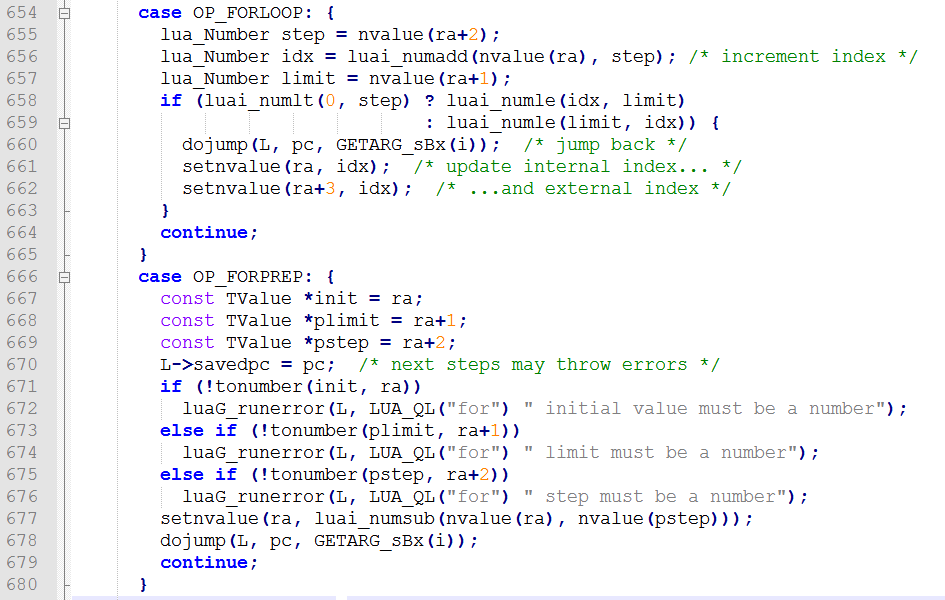 654 case OP_FORLOOP: {
655 lua_Number step = nvalue(ra+2);
656 lua_Number idx = luai_numadd(nvalue(ra), step); /* increment index */
657 lua_Number limit = nvalue(ra+1);
658 if (luai_numlt(0, step) ? luai_numle(idx, limit)
659 : luai_numle(limit, idx)) {
660 dojump(L, pc, GETARG_sBx(i)); /* jump back */
661 setnvalue(ra, idx); /* update internal index... */
662 setnvalue(ra+3, idx); /* ...and external index */
663 }
664 continue;
665 }
666 case OP_FORPREP: {
667 const TValue *init = ra;
668 const TValue *plimit = ra+1;
669 const TValue *pstep = ra+2;
670 L->savedpc = pc; /* next steps may throw errors */
671 if (!tonumber(init, ra))
672 luaG_runerror(L, LUA_QL("for") " initial value must be a number");
673 else if (!tonumber(plimit, ra+1))
674 luaG_runerror(L, LUA_QL("for") " limit must be a number");
675 else if (!tonumber(pstep, ra+2))
676 luaG_runerror(L, LUA_QL("for") " step must be a number");
677 setnvalue(ra, luai_numsub(nvalue(ra), nvalue(pstep)));
678 dojump(L, pc, GETARG_sBx(i));
679 continue;
680 }